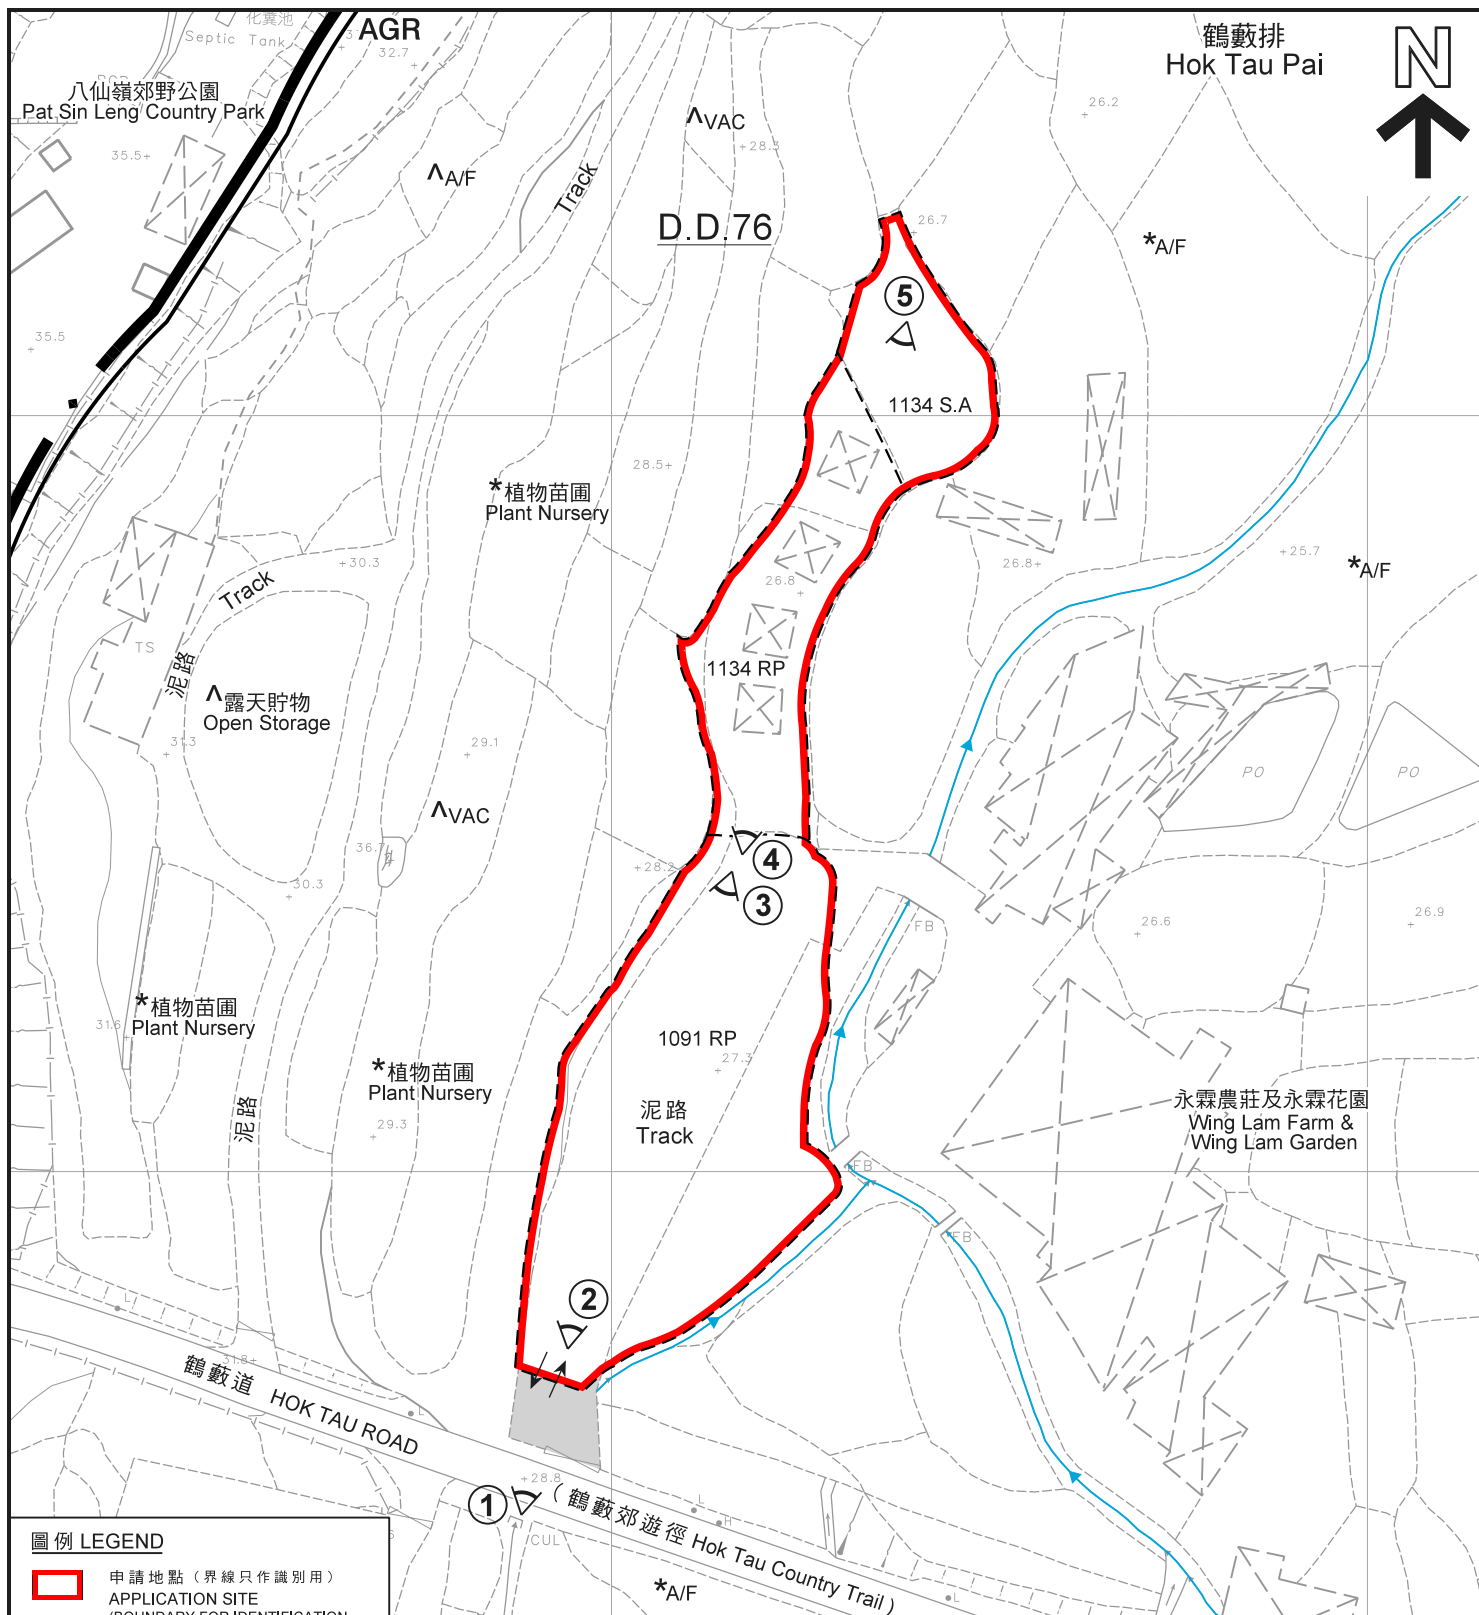 化糞池
Septic Tank
AGR
32.7
鶴藪排
Hok Tau Pai
N
八仙嶺郊野公園
Pat Sin Leng Country Park
35.5
26.2
^VAC
28.3
^A/F
Track
D.D.76
26.7
*A/F
⑤
35.5
1134 S.A
28.5
*植物苗圃
Plant Nursery
30.3
26.8
26.8
25.7
*A/F
Track
TS
泥路
1134 RP
^露天貯物
Open Storage
31.3
29.1
PO
PO
^VAC
36.7
④
28.2
③
30.3
FB
26.6
26.9
*植物苗圃
Plant Nursery
31.6
1091 RP
27.3
*植物苗圃
Plant Nursery
泥路
29.3
泥路
Track
永霖農莊及永霖花園
Wing Lam Farm &
Wing Lam Garden
FB
FB
②
L
31.8
鶴藪道 HOK TAU ROAD
L
28.8
①
(鶴藪郊遊徑 Hok Tau Country Trail)
L
H
CUL
*A/F
L
圖例 LEGEND
申請地點（界線只作識別用）
APPLICATION SITE
(BOUNDARY FOR IDENTIFICATION